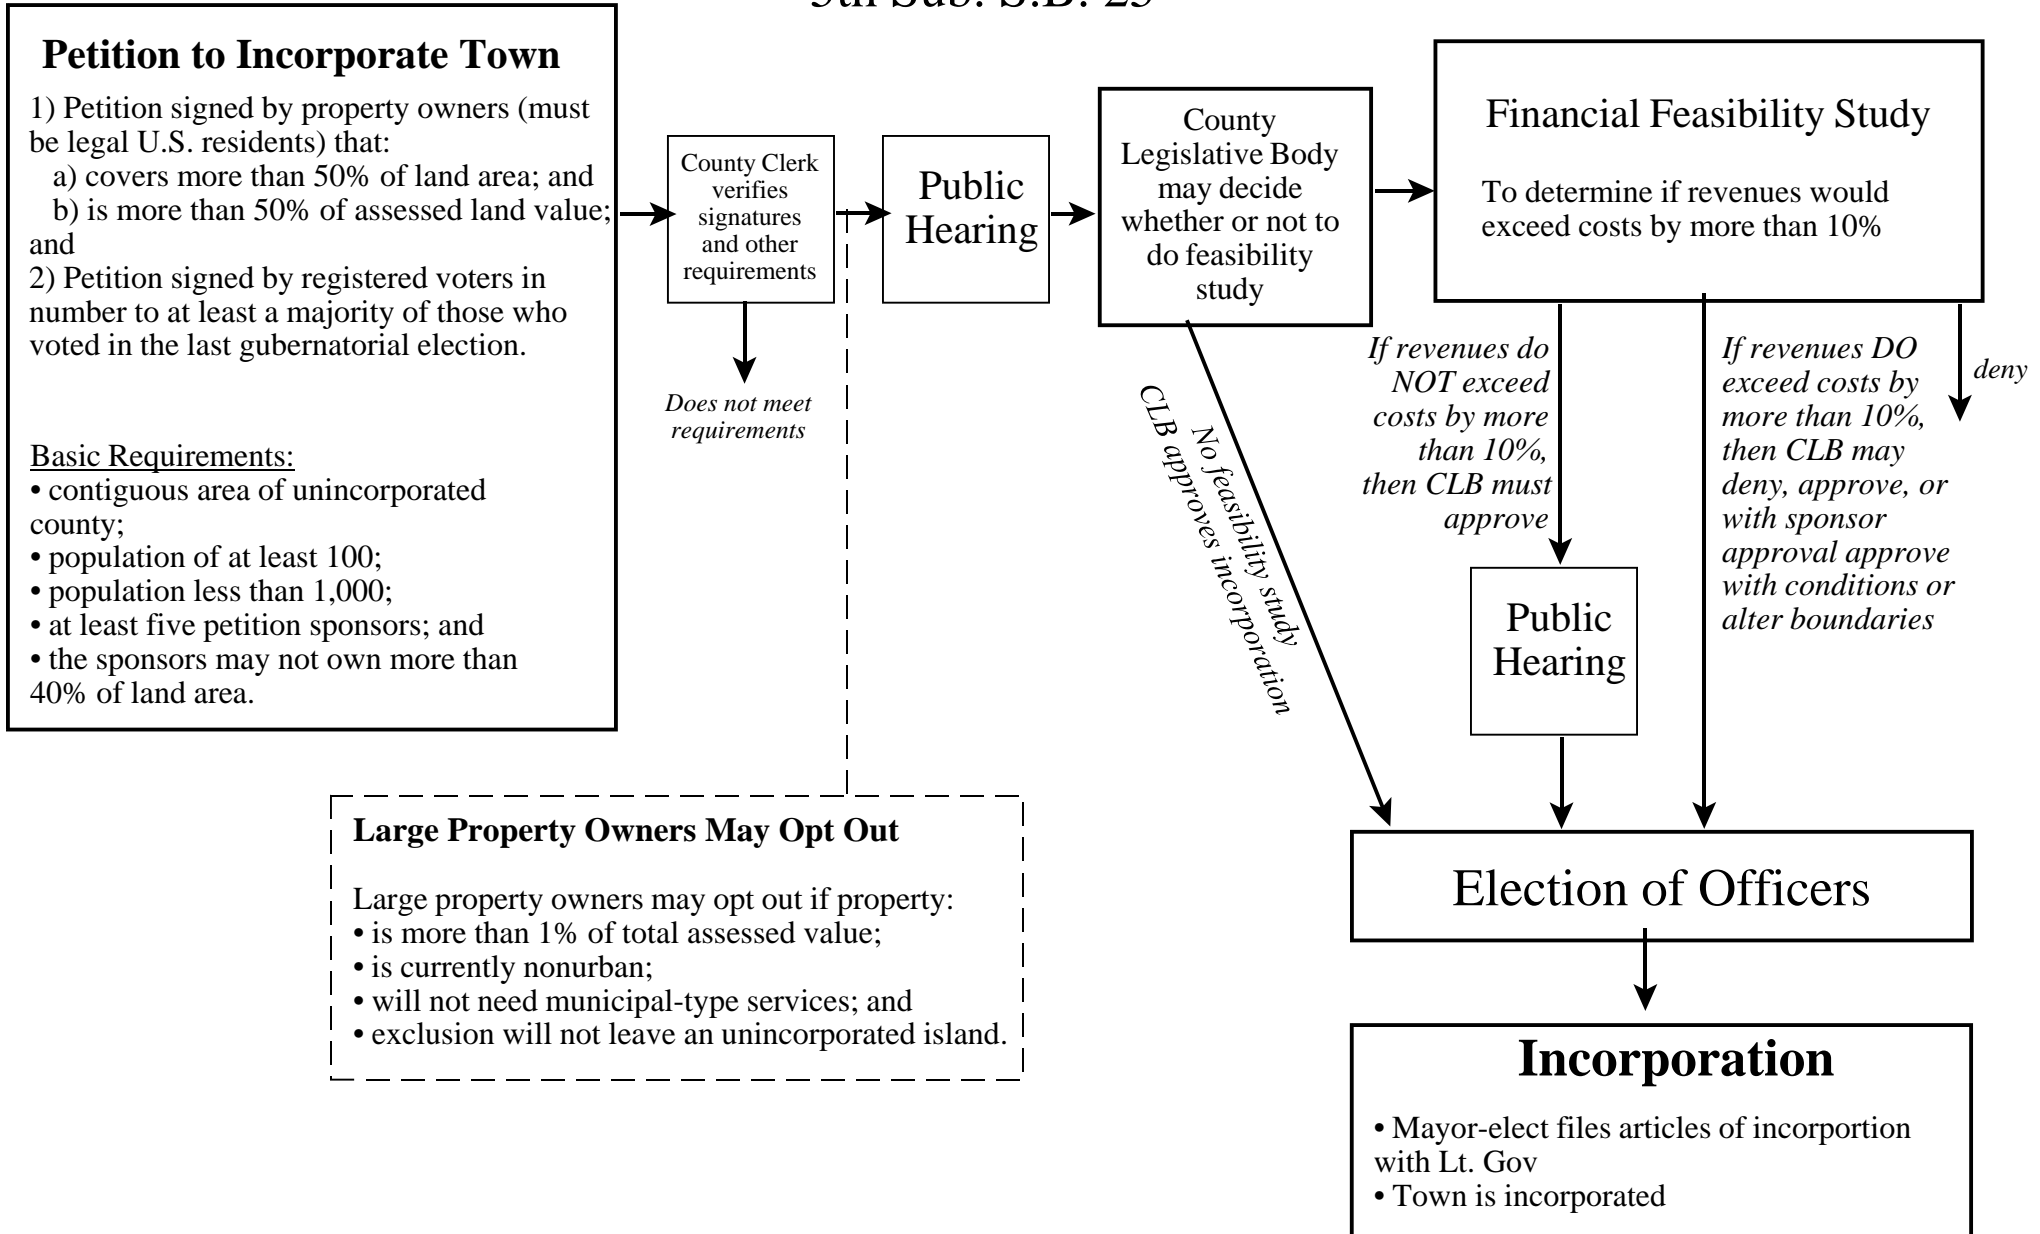 5th Sub. S.B. 25
Petition to Incorporate Town
1) Petition signed by property owners (must
be legal U.S. residents) that:
a) covers more than 50% of land area; and
b) is more than 50% of assessed land value;
and
2) Petition signed by registered voters in
number to at least a majority of those who
voted in the last gubernatorial election.
Basic Requirements:
• contiguous area of unincorporated
county;
• population of at least 100;
• population less than 1,000;
• at least five petition sponsors; and
• the sponsors may not own more than
40% of land area.
County Clerk
verifies
signatures
and other
requirements
Does not meet
requirements
Public
Hearing
County
Legislative Body
may decide
whether or not to
do feasibility
study
No feasibility study
CLB approves incorporation
Financial Feasibility Study
To determine if revenues would
exceed costs by more than 10%
If revenues do
NOT exceed
costs by more
than 10%,
then CLB must
approve
If revenues DO
exceed costs by
more than 10%,
then CLB may
deny, approve, or
with sponsor
approval approve
with conditions or
alter boundaries
deny
Public
Hearing
Large Property Owners May Opt Out
Large property owners may opt out if property:
• is more than 1% of total assessed value;
• is currently nonurban;
• will not need municipal-type services; and
• exclusion will not leave an unincorporated island.
Election of Officers
Incorporation
• Mayor-elect files articles of incorportion
with Lt. Gov
• Town is incorporated